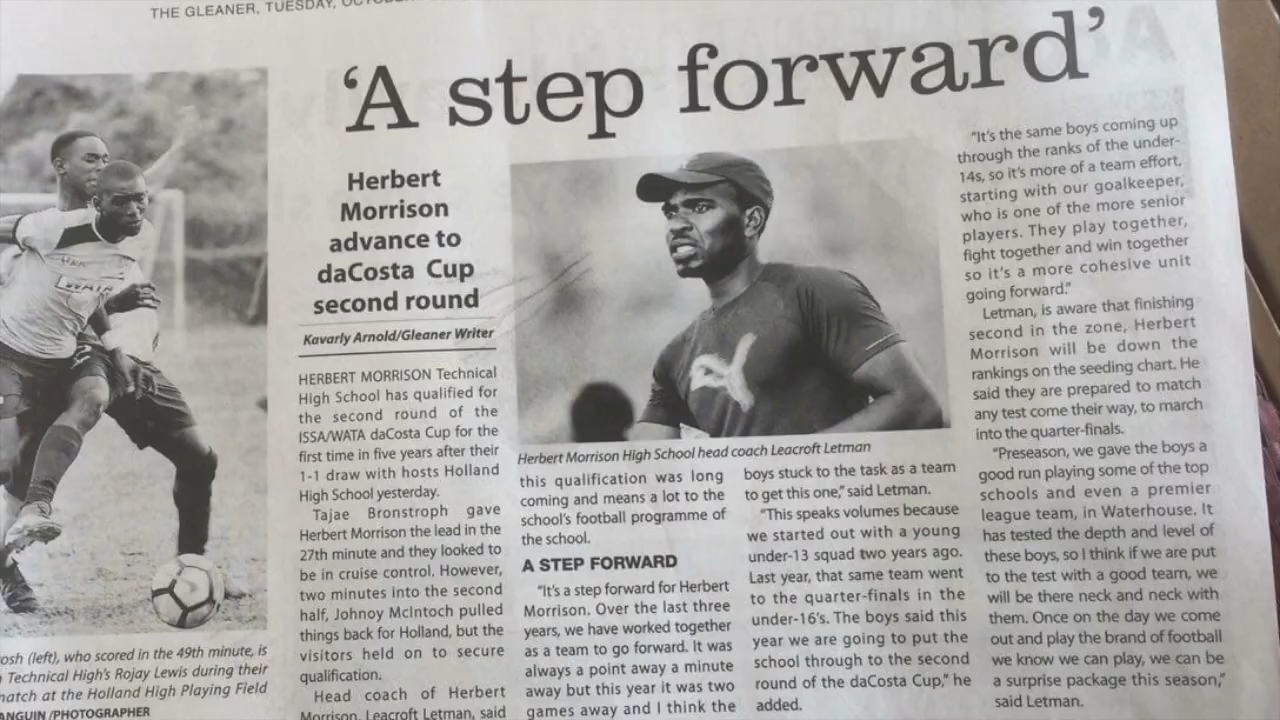 THE GLEANER, TUESDAY,
'A step forward'
Herbert
Morrison
advance to
daCosta Cup
second round
Kavarly Arnold/Gleaner Writer
HERBERT MORRISON Technical
High School has qualified for
the second round of the
ISSA/WATA daCosta Cup for the
first time in five years after their
1-1 draw with hosts Holland
High School yesterday.
Tajae Bronstroph gave
Herbert Morrison the lead in the
27th minute and they looked to
be in cruise control. However,
two minutes into the second
half, Johnoy McIntoch pulled
things back for Holland, but the
visitors held on to secure
qualification.
Head coach of Herbert
Morrison, Leacroft Letman, said
Herbert Morrison High School head coach Leacroft Letman
this qualification was long
coming and means a lot to the
school's football programme of
the school.
A STEP FORWARD
"It's a step forward for Herbert
Morrison. Over the last three
years, we have worked together
as a team to go forward. It was
always a point away a minute
away but this year it was two
games away and I think the
boys stuck to the task as a team
to get this one," said Letman.
"This speaks volumes because
we started out with a young
under-13 squad two years ago.
Last year, that same team went
to the quarter-finals in the
under-16's. The boys said this
year we are going to put the
school through to the second
round of the daCosta Cup," he
added.
"It's the same boys coming up
through the ranks of the under-
14s, so it's more of a team effort,
starting with our goalkeeper,
who is one of the more senior
players. They play together,
fight together and win together
so it's a more cohesive unit
going forward."
Letman, is aware that finishing
second in the zone, Herbert
Morrison will be down the
rankings on the seeding chart. He
said they are prepared to match
any test come their way, to march
into the quarter-finals.
"Preseason, we gave the boys a
good run playing some of the top
schools and even a premier
league team, in Waterhouse. It
has tested the depth and level of
these boys, so I think if we are put
to the test with a good team, we
will be there neck and neck with
them. Once on the day we come
out and play the brand of football
we know we can play, we can be
a surprise package this season,"
said Letman.
WATA
osh (left), who scored in the 49th minute, is
Technical High's Rojay Lewis during their
match at the Holland High Playing Field
ANGUIN/PHOTOGRAPHER